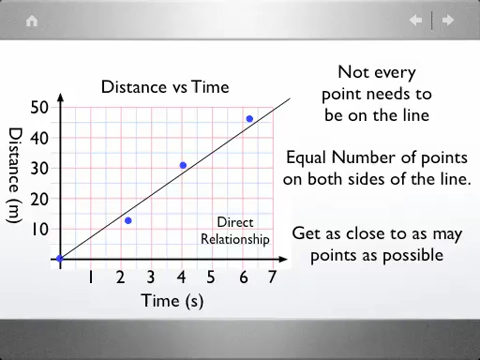 Distance vs Time
50
40
30
20
10
Distance (m)
1 2 3 4 5 6 7
Time (s)
Direct
Relationship
Not every
point needs to
be on the line
Equal Number of points
on both sides of the line.
Get as close to as may
points as possible